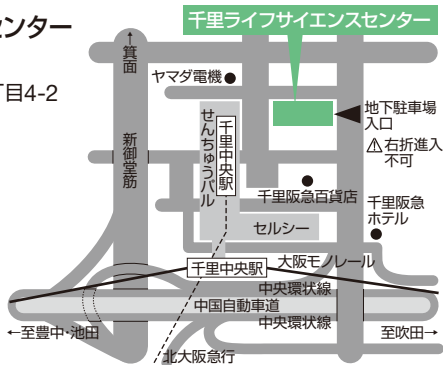 センター
丁目4-2
千里ライフサイエンスセンター
←箕面
ヤマダ電機
地下駐車場
入口
⚠右折進入
不可
新御堂筋
せんちゅうパル
千里中央駅
千里阪急百貨店
千里阪急
ホテル
セルシー
大阪モノレール
千里中央駅
中央環状線
中国自動車道
中央環状線
←至豊中・池田
至吹田→
北大阪急行